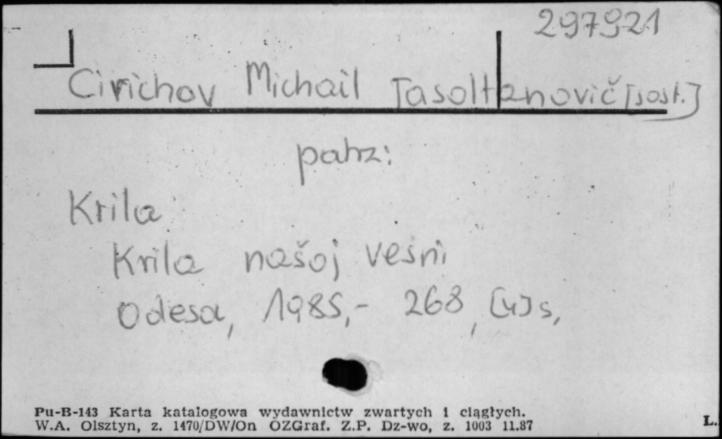 297921
Cirichov Michail Tasoltanovič [sost.]
patrz:
Krila
Krila našoj vesni
Odesa, 1985,- 268, [4] s,
Pu-B-143 Karta katalogowa wydawnictw zwartych i ciągłych.
W.A. Olsztyn, z. 1470/DW/On OZGraf. Z.P. Dz-wo, z. 1003 11.87
L.